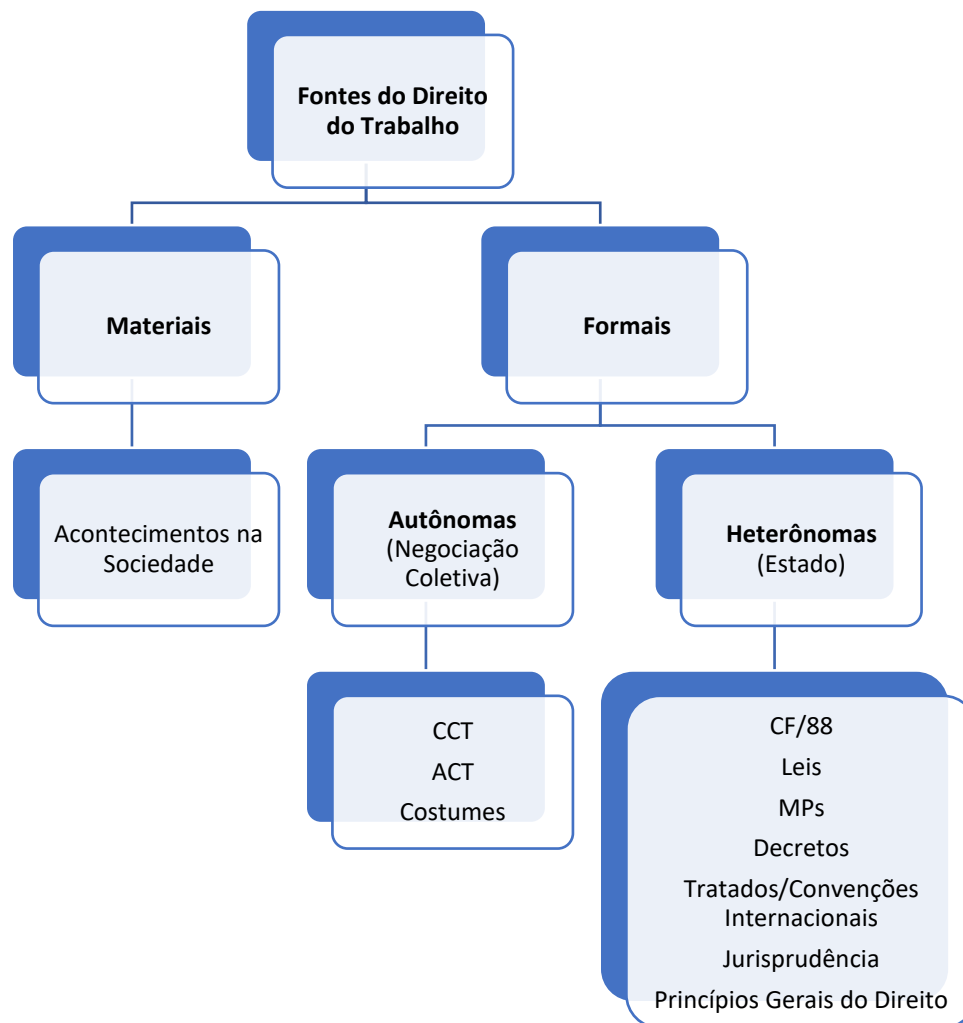 Fontes do Direito
do Trabalho
Materiais
Formais
Acontecimentos na
Sociedade
Autônomas
(Negociação
Coletiva)
Heterônomas
(Estado)
CCT
ACT
Costumes
CF/88
Leis
MPs
Decretos
Tratados/Convenções
Internacionais
Jurisprudência
Princípios Gerais do Direito